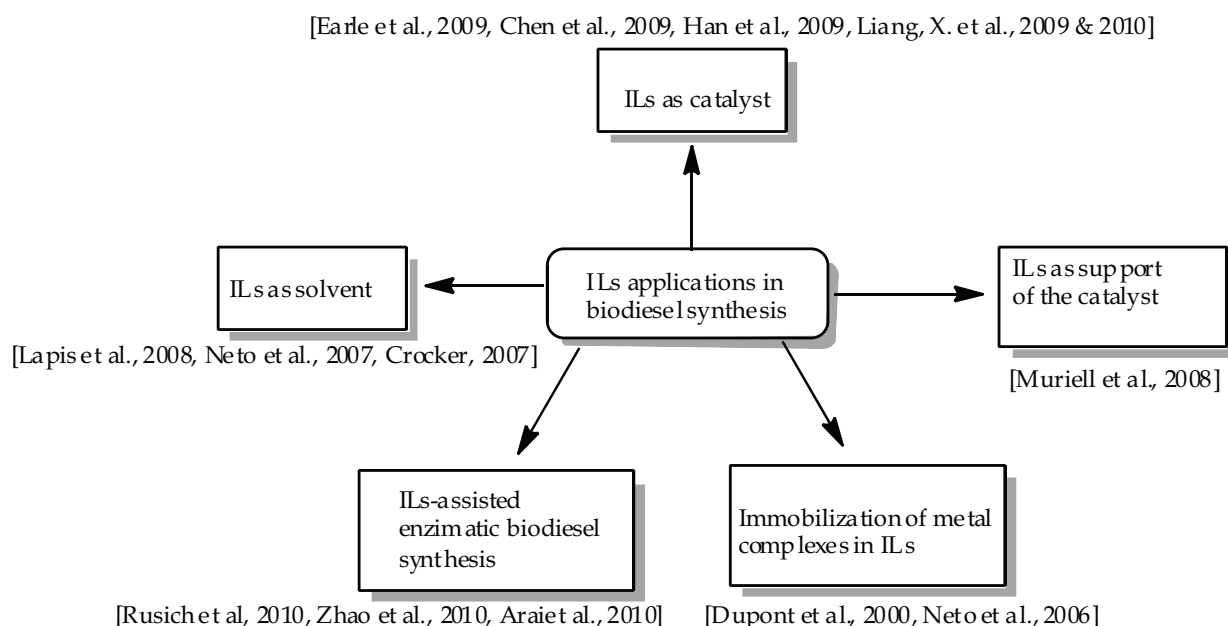 [Earle et al., 2009, Chen et al., 2009, Han et al., 2009, Liang, X. et al., 2009 & 2010]
ILs as catalyst
ILs as solvent
[Lapis et al., 2008, Neto et al., 2007, Crocker, 2007]
ILs applications in
biodiesel synthesis
ILs as support
of the catalyst
[Muriell et al., 2008]
ILs-assisted
enzimatic biodiesel
synthesis
[Rusich et al, 2010, Zhao et al., 2010, Arai et al., 2010]
Immobilization of metal
complexes in ILs
[Dupont et al., 2000, Neto et al., 2006]